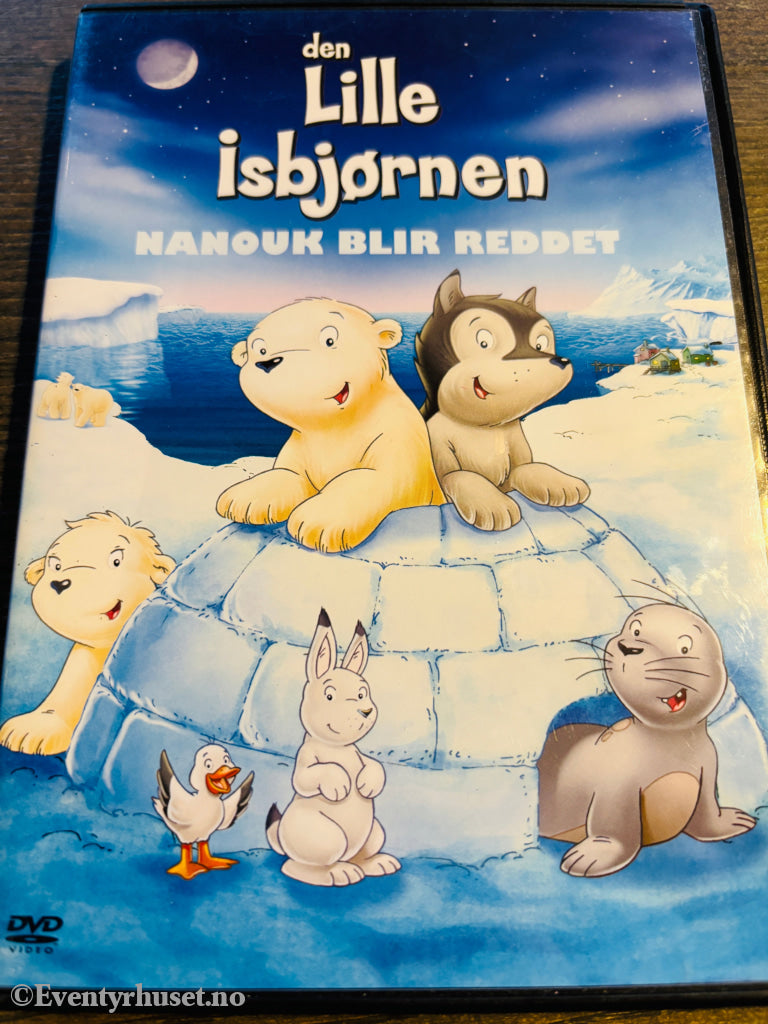 den
Lille
isbjørnen
NANOUK BLIR REDDET
DVD
VIDEO
©Eventyrhuset.no